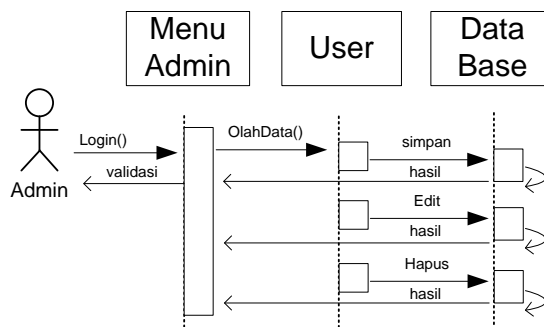 Menu
Admin
User
Data
Base
Login()
OlahData()
simpan
validasi
hasil
Admin
Edit
hasil
Hapus
hasil